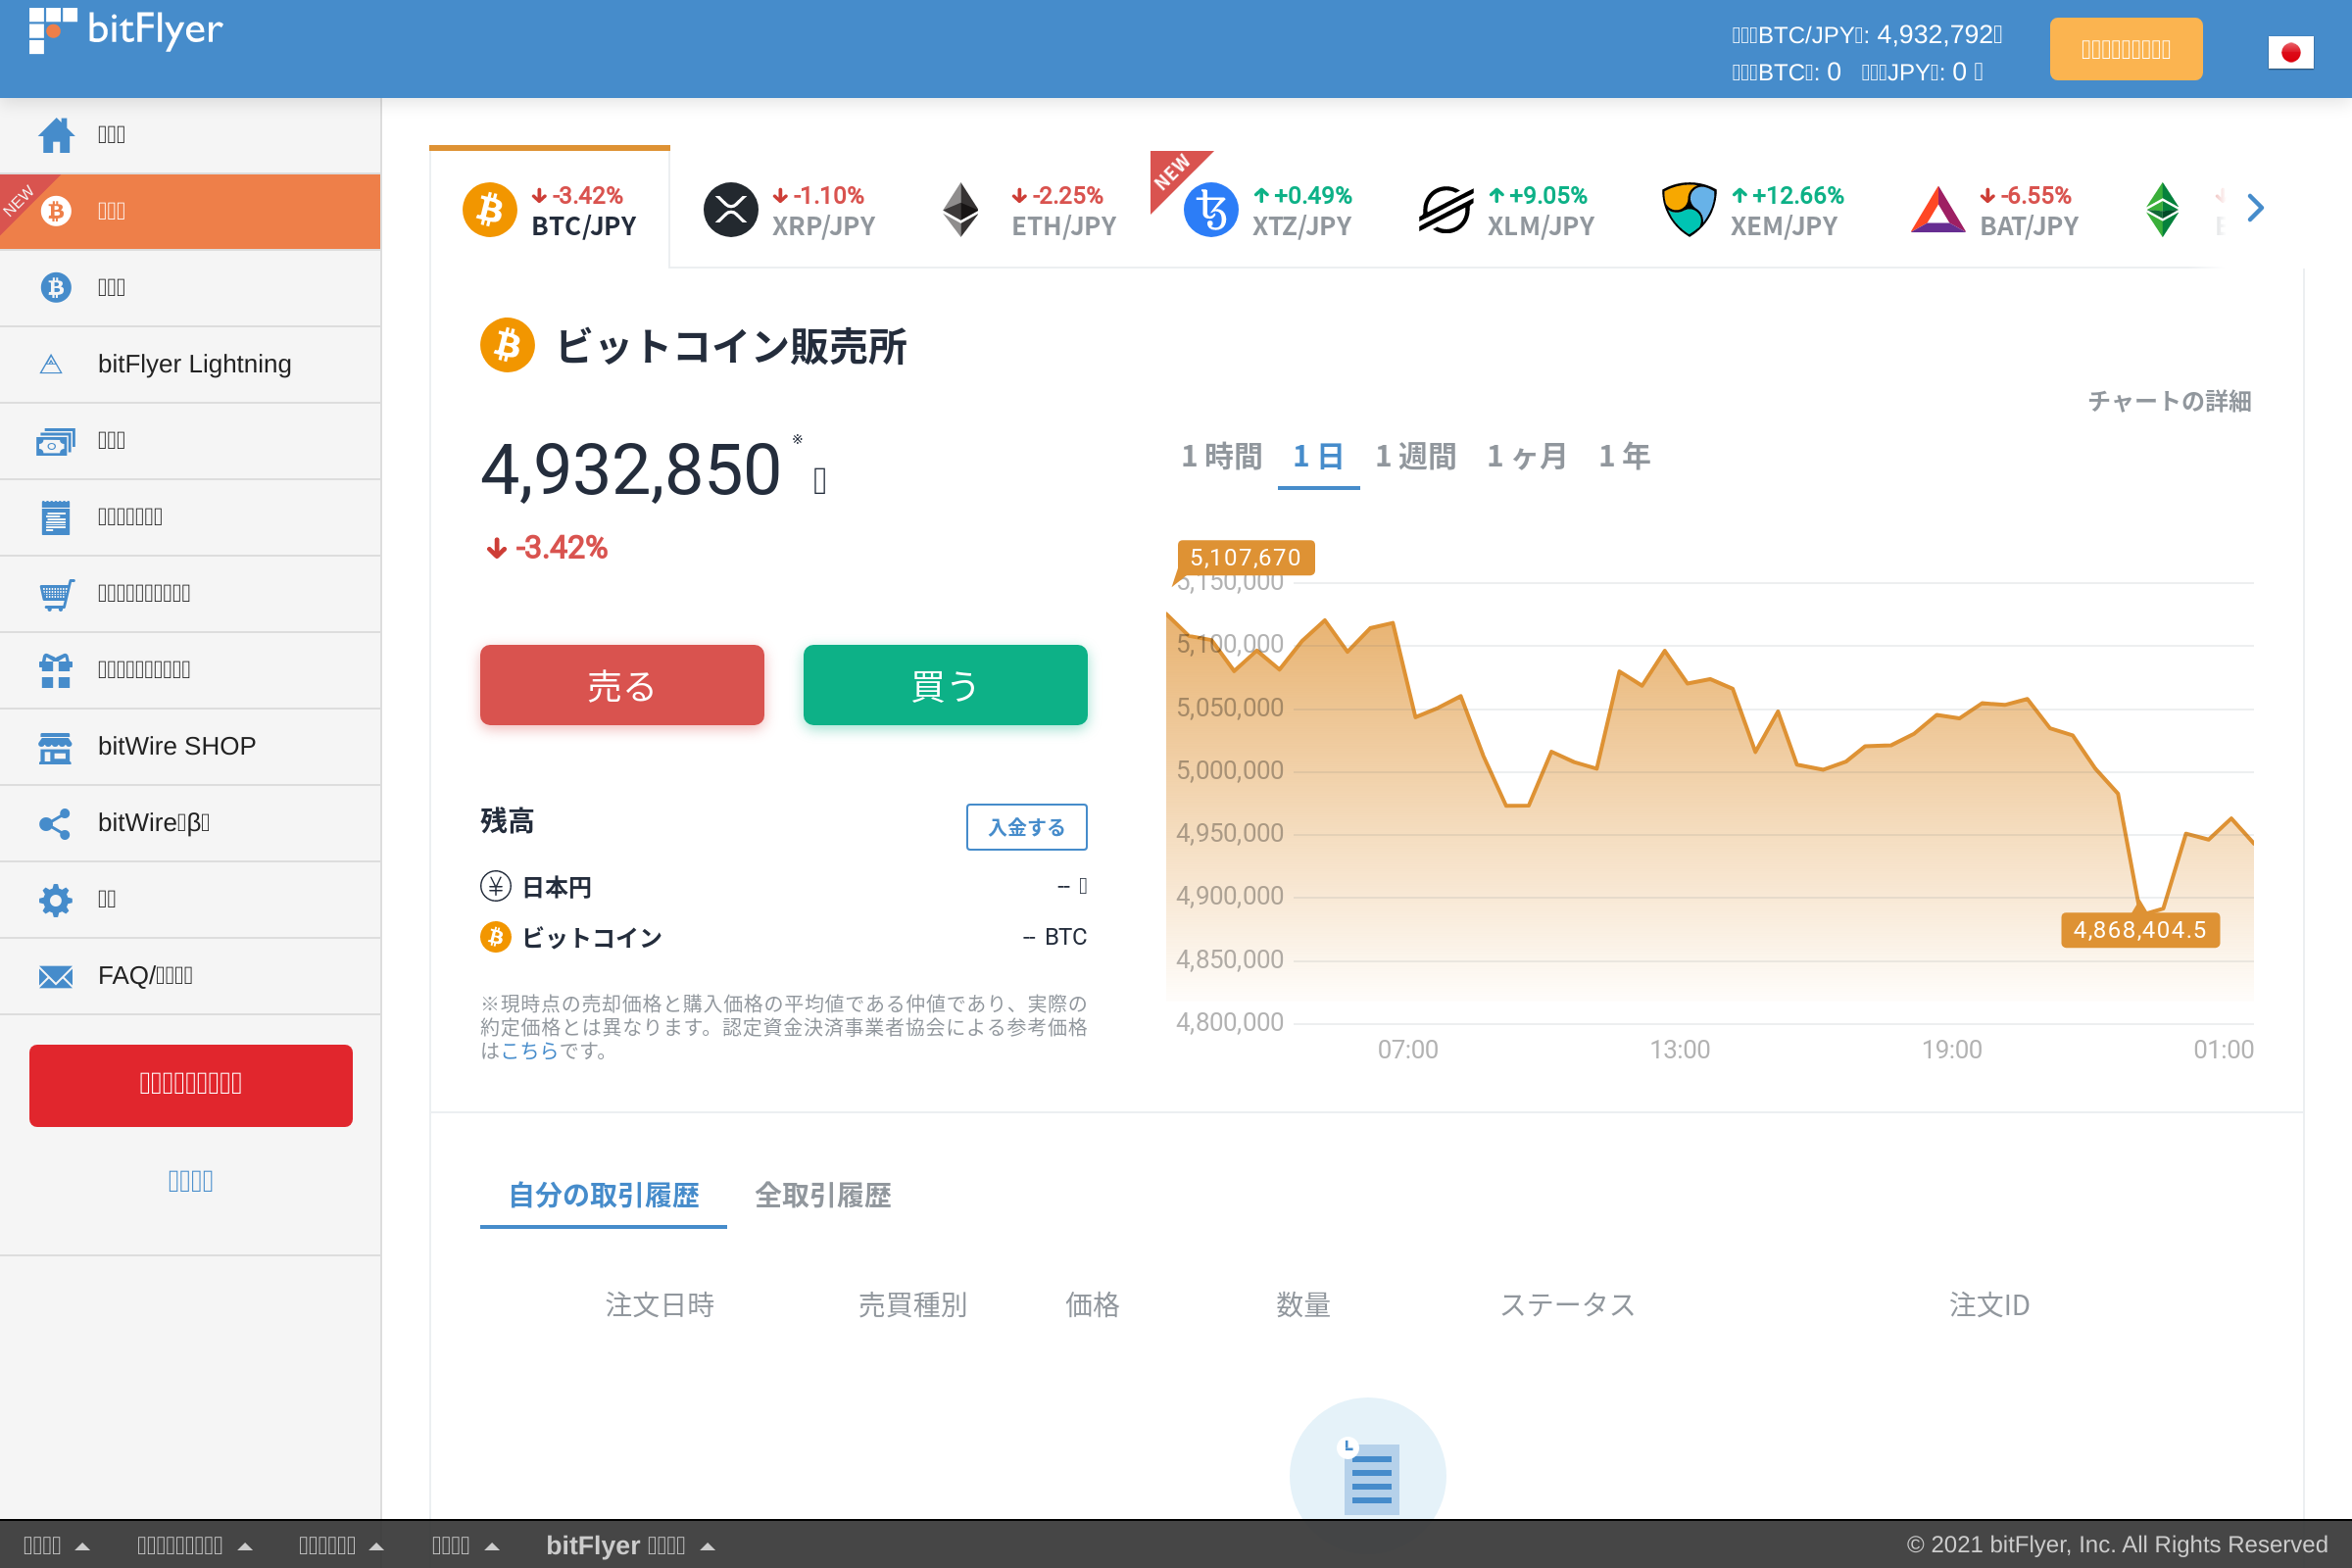 bitFlyer
BTC/JPY : 4,932,792
BTC : 0 JPY : 0
NEW
bitFlyer Lightning
bitWire SHOP
bitWire β
FAQ/
-3.42%
BTC/JPY
-1.10%
XRP/JPY
-2.25%
ETH/JPY
NEW
+0.49%
XTZ/JPY
+9.05%
XLM/JPY
+12.66%
XEM/JPY
-6.55%
BAT/JPY
ビットコイン販売所
チャートの詳細
4,932,850 ※
-3.42%
1 時間 1 日 1 週間 1 ヶ月 1 年
売る 買う
残高 入金する
日本円 --
ビットコイン -- BTC
※現時点の売却価格と購入価格の平均値である仲値であり、実際の
約定価格とは異なります。認定資金決済事業者協会による参考価格
はこちらです。
5,107,670
5,150,000
5,100,000
5,050,000
5,000,000
4,950,000
4,900,000
4,868,404.5
4,850,000
4,800,000
07:00 13:00 19:00 01:00
自分の取引履歴 全取引履歴
注文日時 売買種別 価格 数量 ステータス 注文ID
bitFlyer
© 2021 bitFlyer, Inc. All Rights Reserved